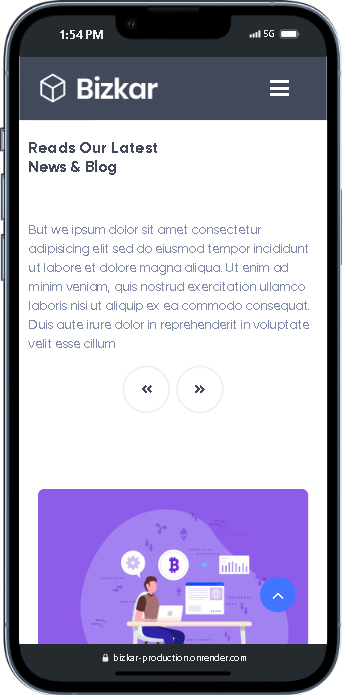 1:54 PM
5G
Bizkar
Reads Our Latest
News & Blog
But we ipsum dolor sit amet consectetur
adipisicing elit sed do eiusmod tempor incididunt
ut labore et dolore magna aliqua. Ut enim ad
minim veniam, quis nostrud exercitation ullamco
laboris nisi ut aliquip ex ea commodo consequat.
Duis aute irure dolor in reprehenderit in voluptate
velit esse cillum
bizkar-production.onrender.com